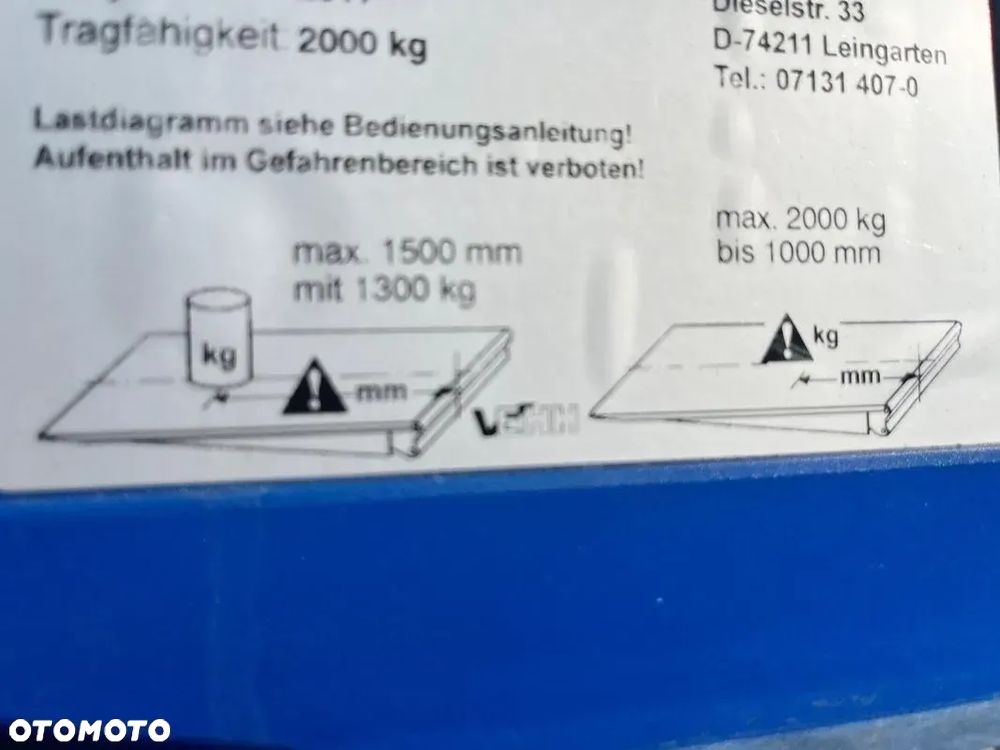 Tragfähigkeit 2000 kg
Dieselstr. 33
D-74211 Leingarten
Tel.: 07131 407-0
Lastdiagramm siehe Bedienungsanleitung!
Aufenthalt im Gefahrenbereich ist verboten!
max. 1500 mm
mit 1300 kg
kg
! mm
max. 2000 kg
bis 1000 mm
! kg
mm
OTOMOTO